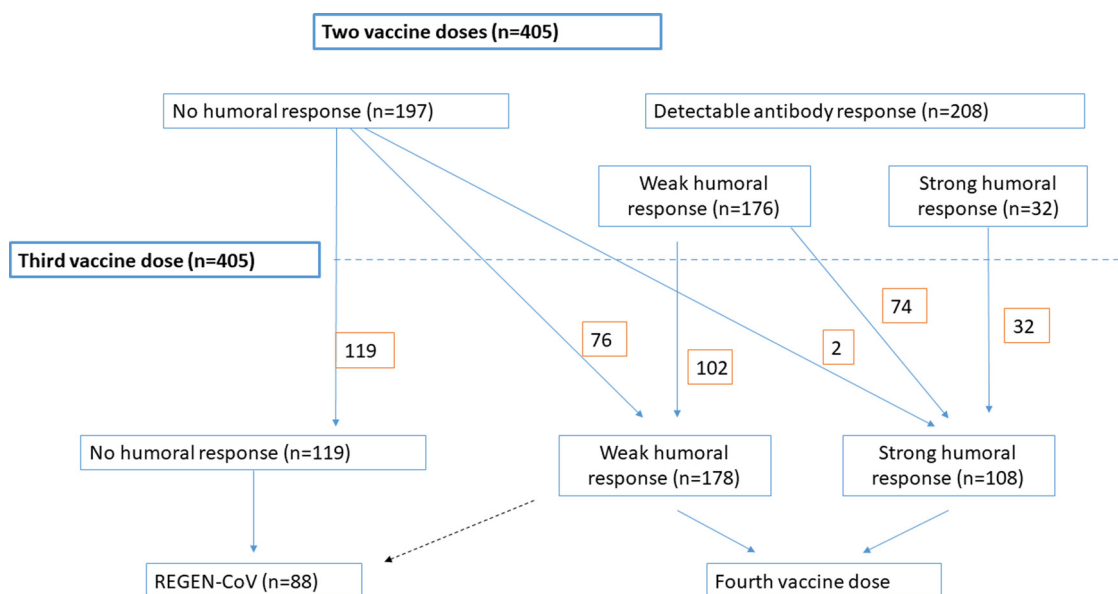 Two vaccine doses (n=405)
No humoral response (n=197)
Detectable antibody response (n=208)
Weak humoral
response (n=176)
Strong humoral
response (n=32)
Third vaccine dose (n=405)
119
76
102
2
74
32
No humoral response (n=119)
Weak humoral
response (n=178)
Strong humoral
response (n=108)
REGEN-CoV (n=88)
Fourth vaccine dose